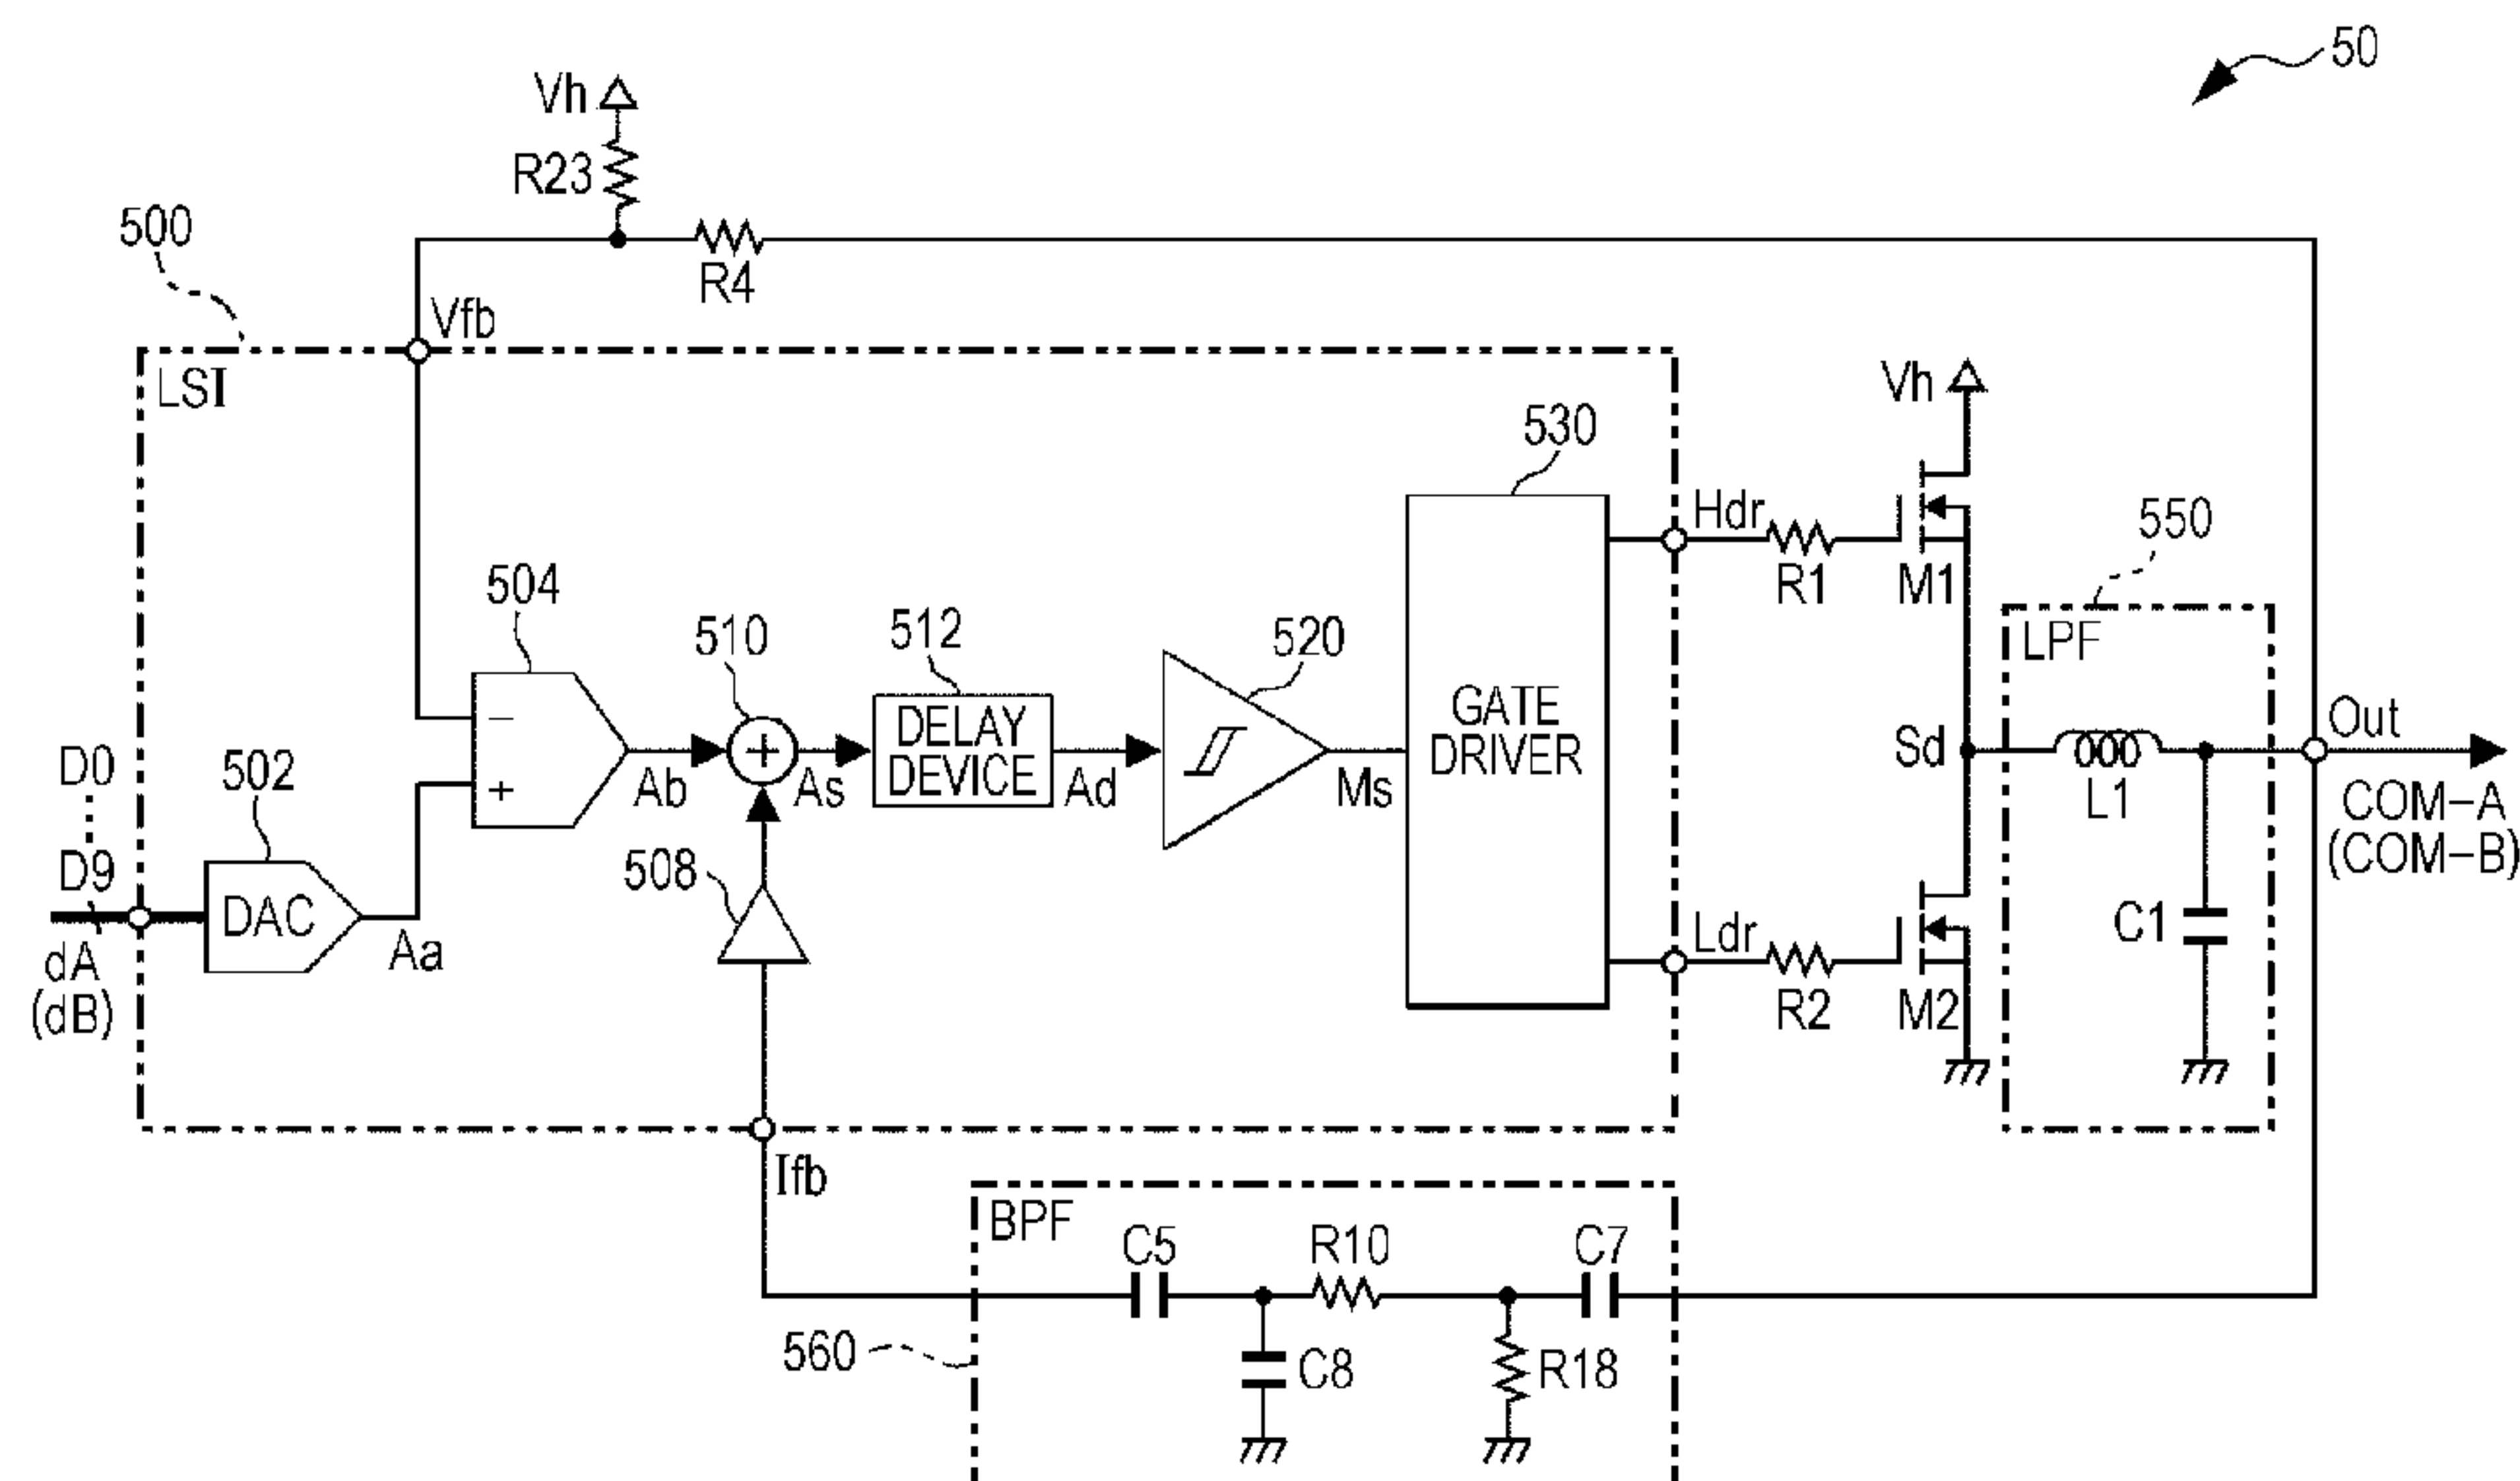 50
Vh
R23
500
R4
Vfb
LSI
Vh
530
Hdr
R1
M1
550
LPF
504
510
512
520
DELAY
DEVICE
GATE
DRIVER
−
+
Ab
+
As
Ad
Ms
Sd
L1
Out
COM−A
(COM−B)
D0
D9
502
DAC
dA
(dB)
Aa
508
Ldr
R2
M2
C1
Ifb
BPF
C5
R10
C7
560
C8
R18